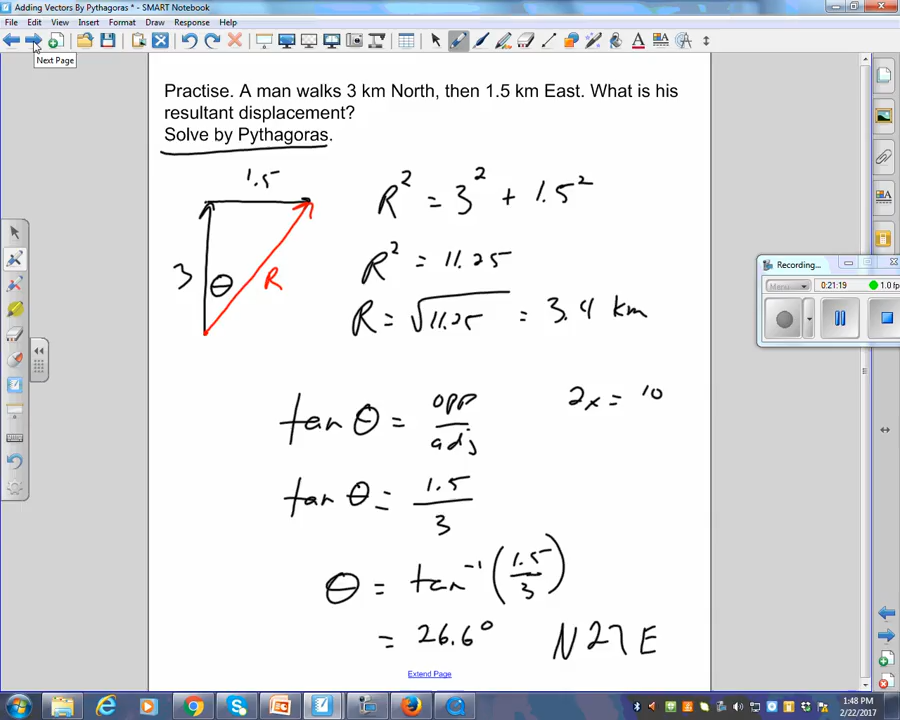 Adding Vectors By Pythagoras * - SMART Notebook
File Edit View Insert Format Draw Response Help
Next Page
Practise. A man walks 3 km North, then 1.5 km East. What is his
resultant displacement?
Solve by Pythagoras.
1.5
3
θ
R
R² = 3² + 1.5²
R² = 11.25
R = √11.25 = 3.4 km
tan θ = opp/adj
2x = 10
tan θ = 1.5/3
θ = tan⁻¹(1.5/3)
= 26.6° N27E
Extend Page
Recording...
Menu
0:21:19
1.0 fp
1:48 PM
2/22/2017